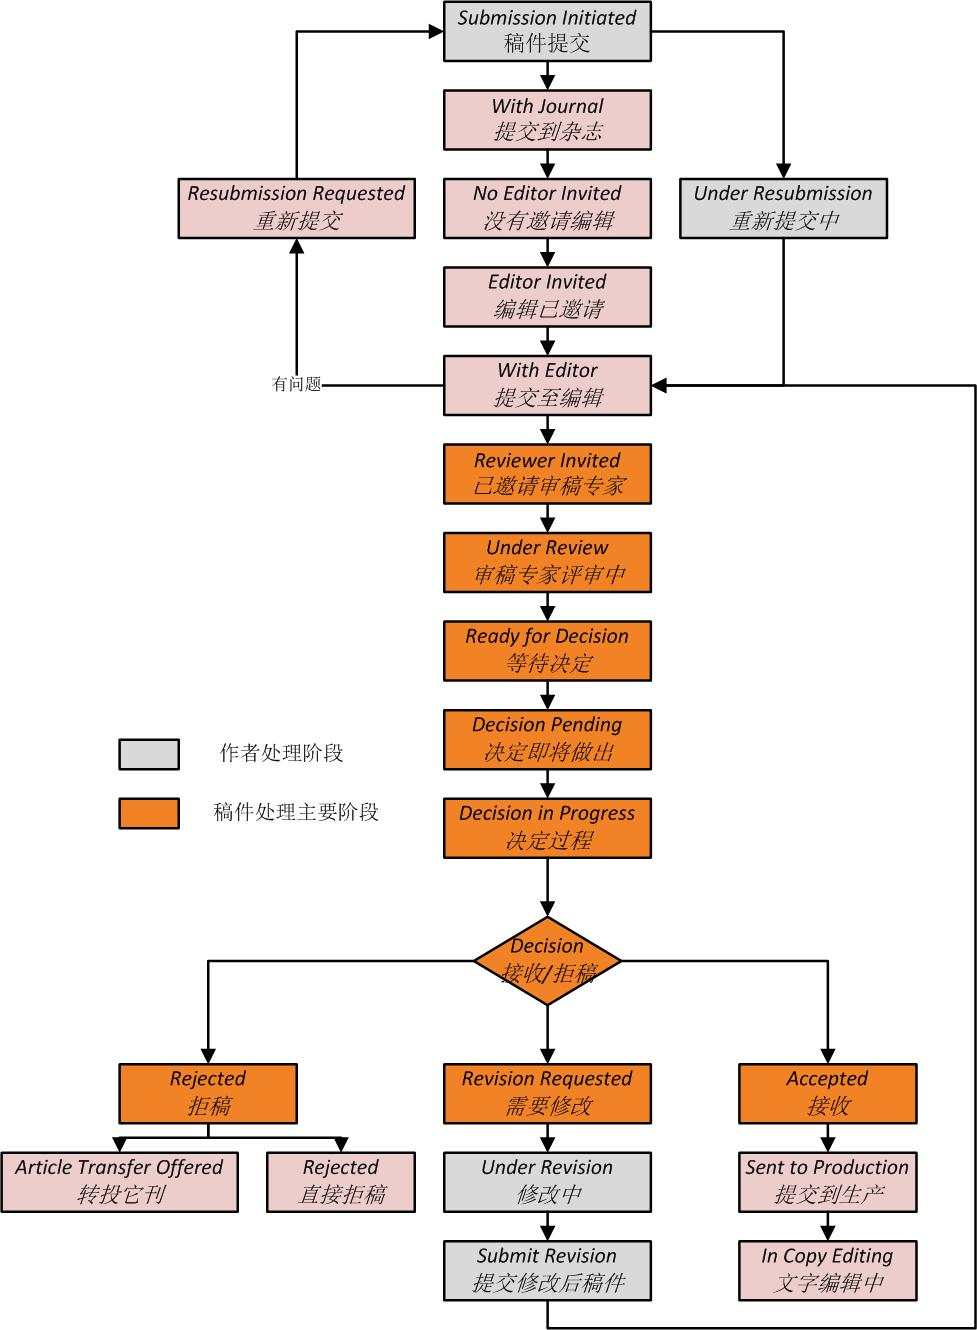 Submission Initiated
稿件提交
With Journal
提交到杂志
Resubmission Requested
重新提交
No Editor Invited
没有邀请编辑
Under Resubmission
重新提交中
Editor Invited
编辑已邀请
有问题
With Editor
提交至编辑
Reviewer Invited
已邀请审稿专家
Under Review
审稿专家评审中
Ready for Decision
等待决定
Decision Pending
决定即将做出
作者处理阶段
稿件处理主要阶段
Decision in Progress
决定过程
Decision
接收/拒稿
Rejected
拒稿
Revision Requested
需要修改
Accepted
接收
Article Transfer Offered
转投它刊
Rejected
直接拒稿
Under Revision
修改中
Sent to Production
提交到生产
Submit Revision
提交修改后稿件
In Copy Editing
文字编辑中